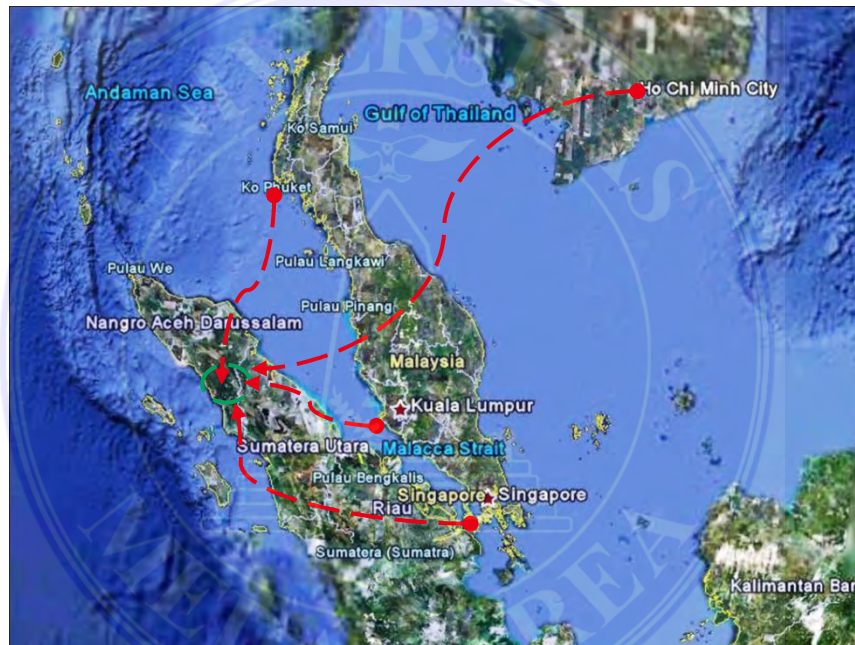 Andaman Sea
Ho Chi Minh City
Gulf of Thailand
Ko Samui
Ko Phuket
Pulau We
Pulau Langkawi
Pulau Pinang
Nangro Aceh Darussalam
Malaysia
Kuala Lumpur
Sumatera Utara
Malacca Strait
Pulau Bengkalis
Singapore
Singapore
Riau
Sumatera (Sumatra)
Kalimantan Bar